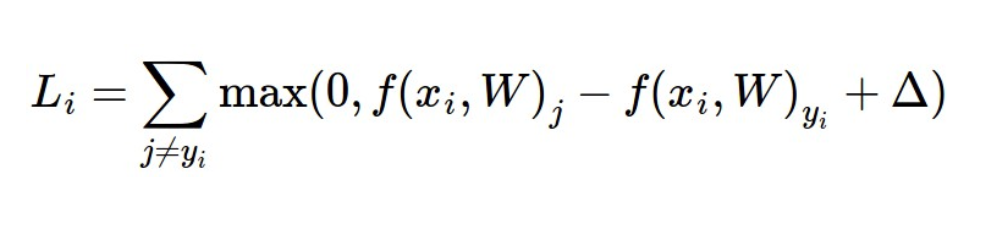 L_i = \sum_{j \neq y_i} \max(0, f(x_i, W)_j - f(x_i, W)_{y_i} + \Delta)